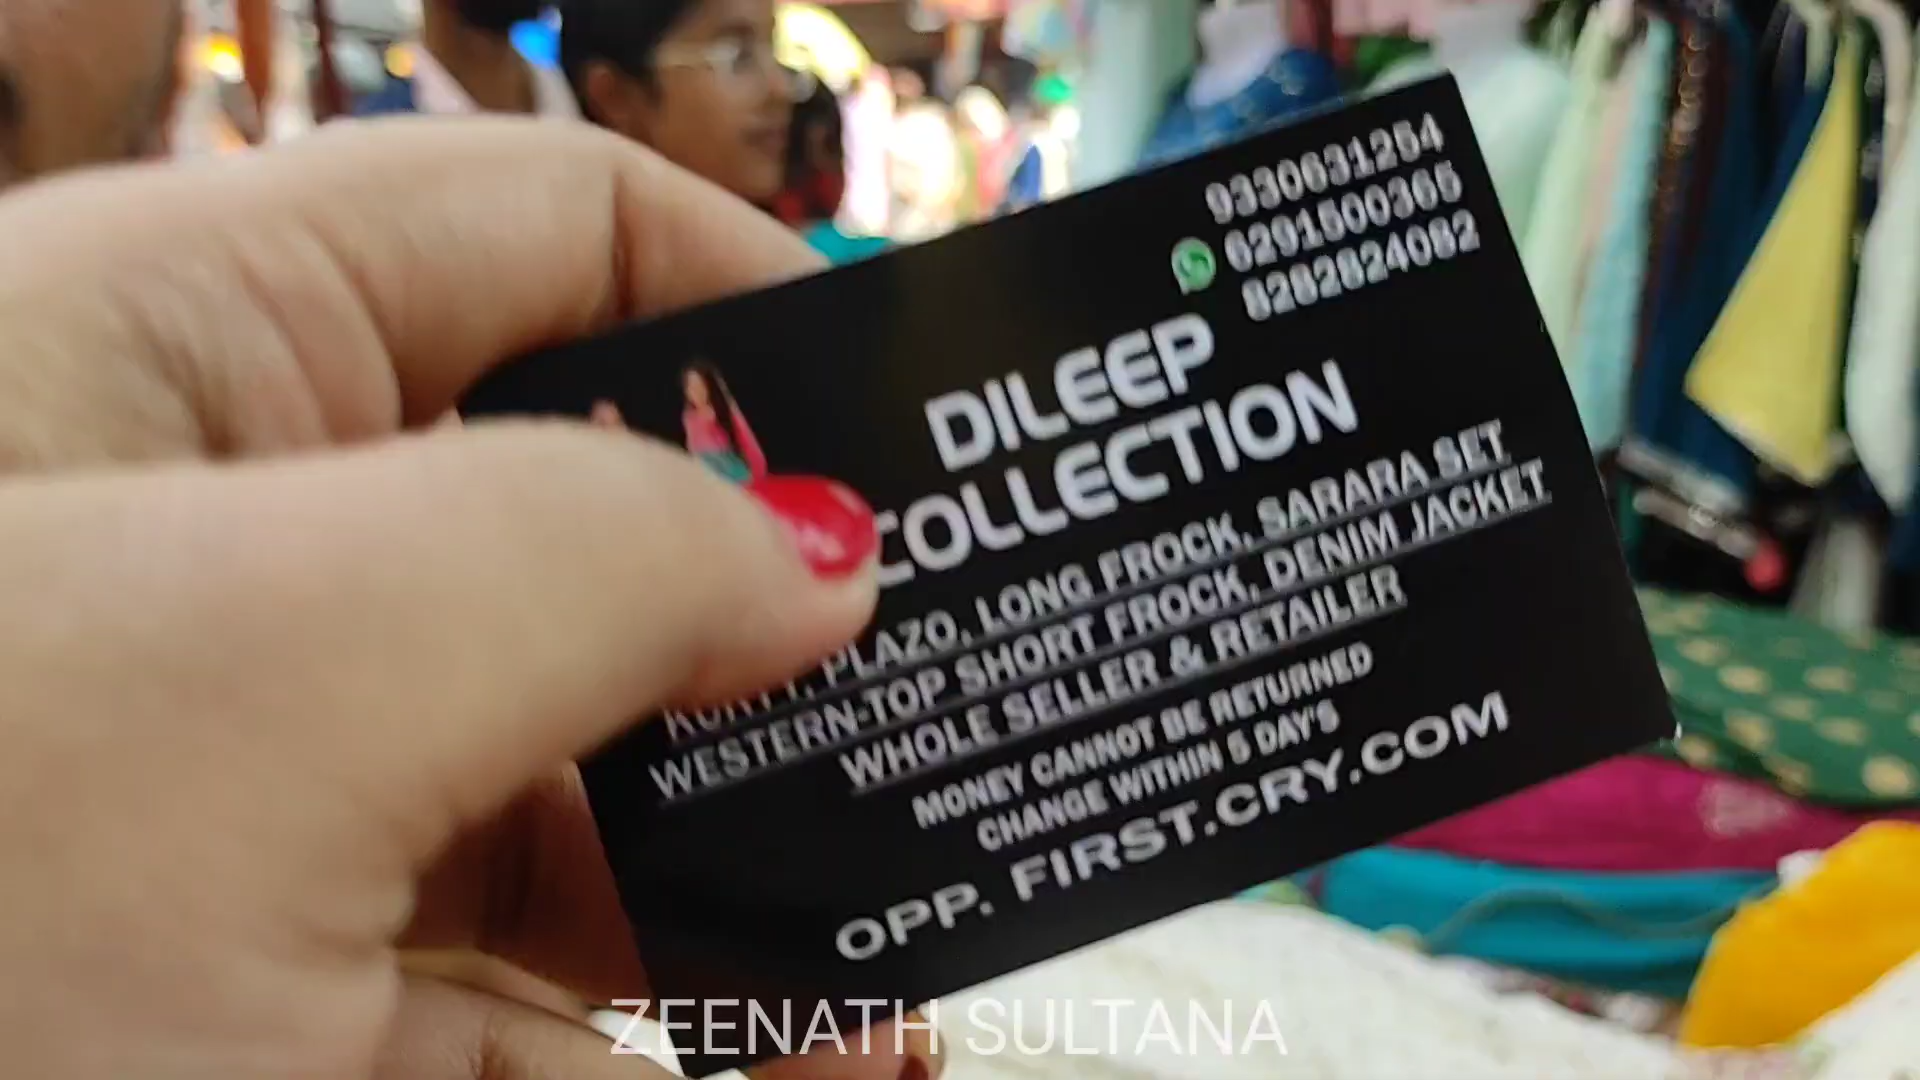 9330631254
6291500365
8282824082
DILEEP
COLLECTION
PLAZO, LONG FROCK, SARARA SET
WESTERN-TOP SHORT FROCK, DENIM JACKET
WHOLE SELLER & RETAILER
MONEY CANNOT BE RETURNED
CHANGE WITHIN 5 DAY'S
OPP. FIRST.CRY.COM
ZEENATH SULTANA